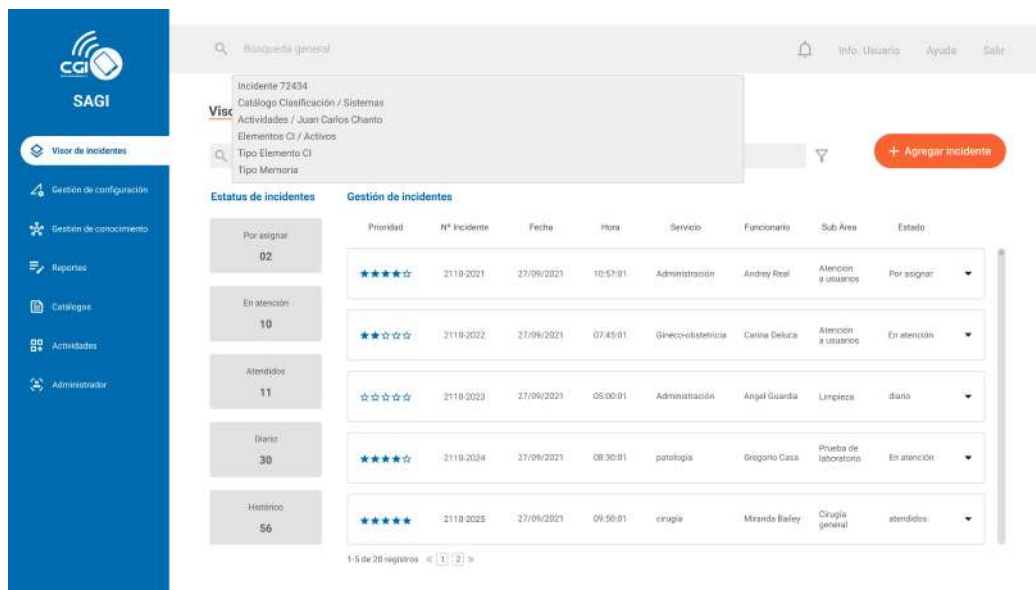 CGI
SAGI
Visor de incidentes
Gestión de configuración
Gestión de conocimiento
Reportes
Catálogos
Actividades
Administrador
Búsqueda general
Info. Usuario Ayuda Salir
Incidente 72434
Catálogo Clasificación / Sistemas
Actividades / Juan Carlos Chanto
Elementos CI / Activos
Tipo Elemento CI
Tipo Memoria
+ Agregar incidente
Estatus de incidentes
Por asignar
02
En atención
10
Atendidos
11
Diario
30
Histórico
56
Gestión de incidentes
Prioridad Nº Incidente Fecha Hora Servicio Funcionario Sub Área Estado
2110-2021 27/09/2021 10:57:01 Administración Andrey Real Atención a usuarios Por asignar
2110-2022 27/09/2021 07:45:01 Gineco-obstetricia Carina Deluca Atención a usuarios En atención
2110-2023 27/09/2021 05:00:01 Administración Angel Guardia Limpieza diario
2110-2024 27/09/2021 08:30:01 patología Gregorio Casa Prueba de laboratorio En atención
2110-2025 27/09/2021 09:50:01 cirugía Miranda Bailey Cirugía general atendidos
1-5 de 20 registros « 1 2 »